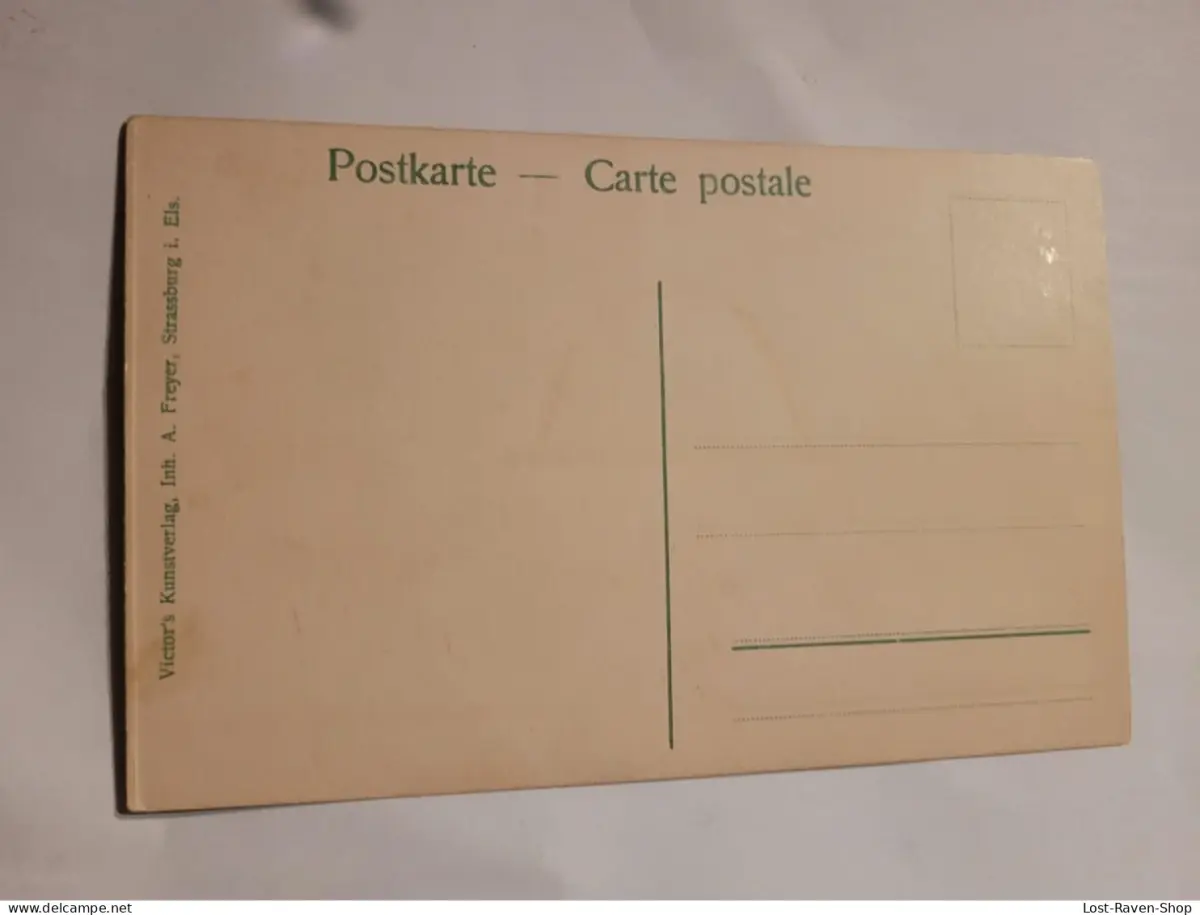 Postkarte — Carte postale
Victor's Kunstverlag, Inh. A. Freyer, Strassburg i. Els.
www.delcampe.net
Lost-Raven-Shop